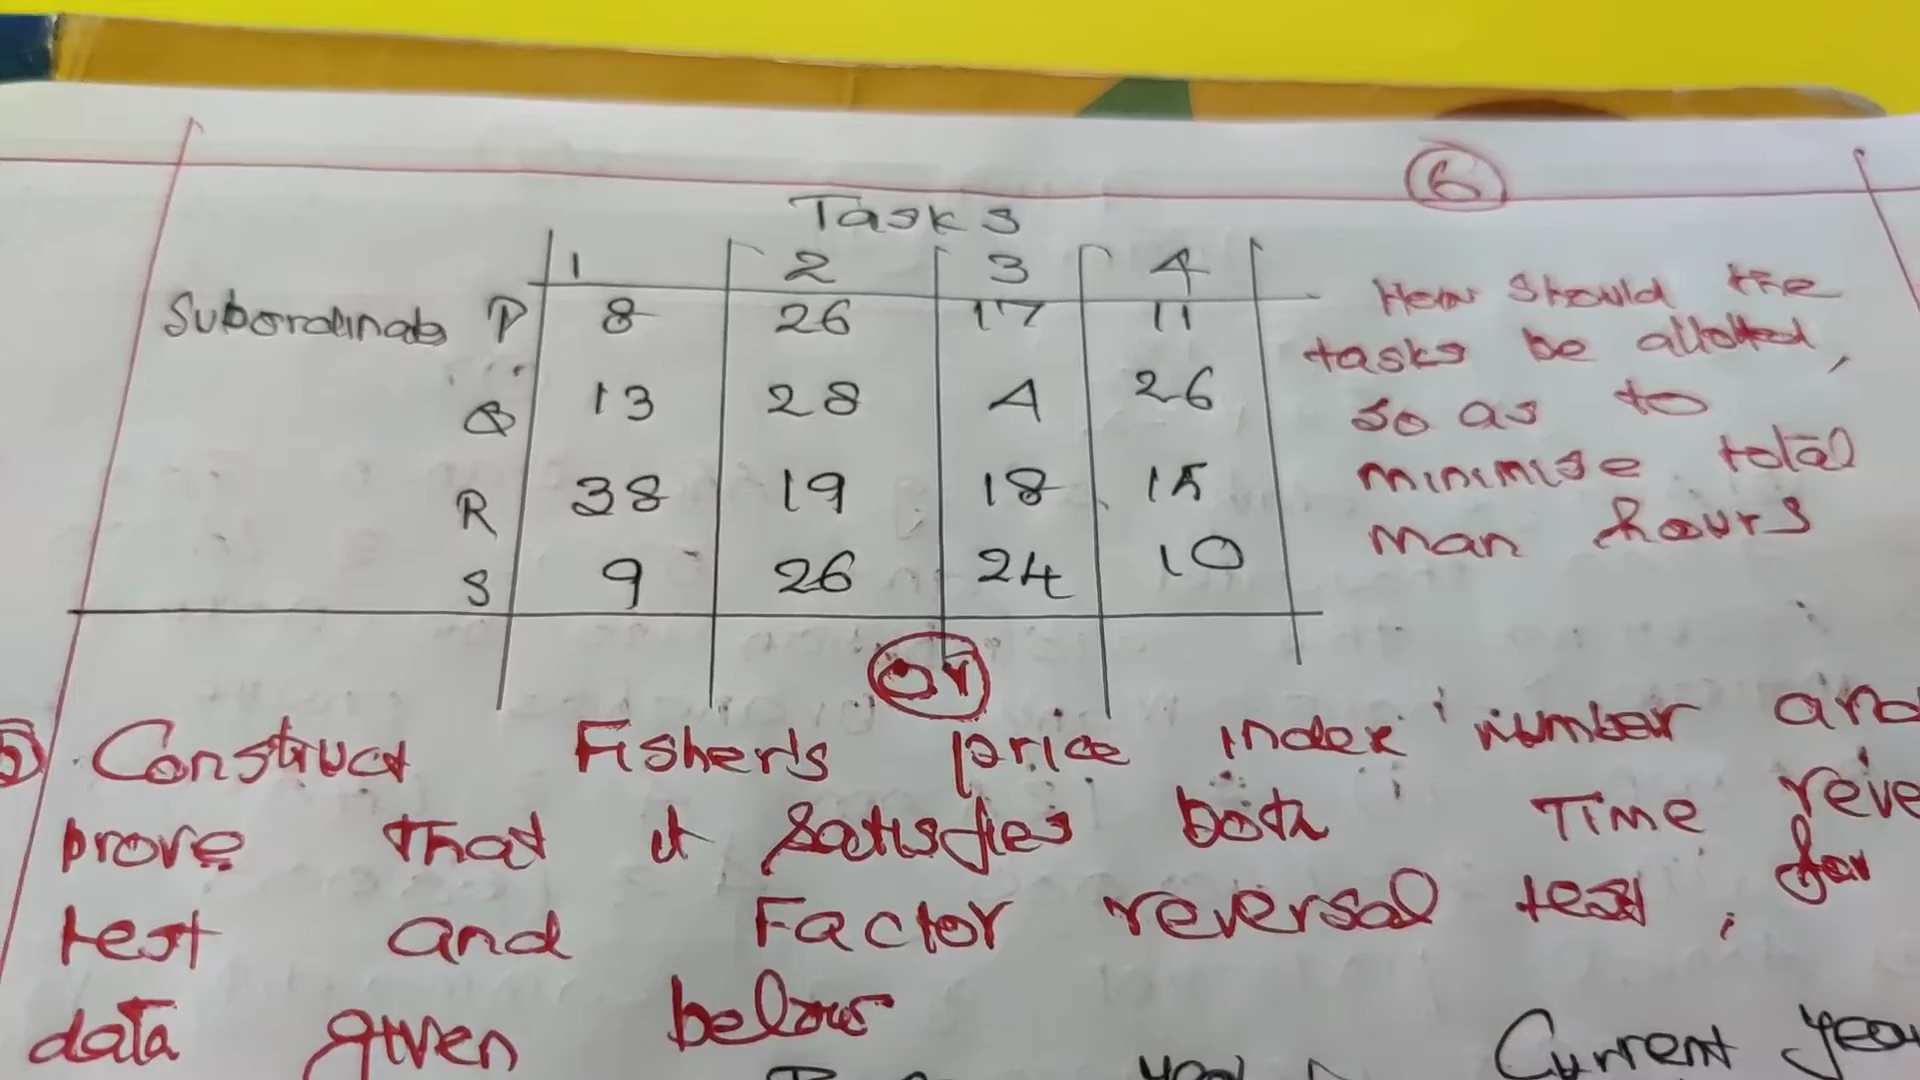 6
Tasks
1 2 3 4
Subordinats P 8 26 17 11
Q 13 28 4 26
R 38 19 18 15
S 9 26 24 10
How should the
tasks be allotted,
so as to
minimise total
man hours
Or
Construct Fisher's price index number and
prove that it satisfies both Time reve
test and Factor reversal test, for
data given below
Current year